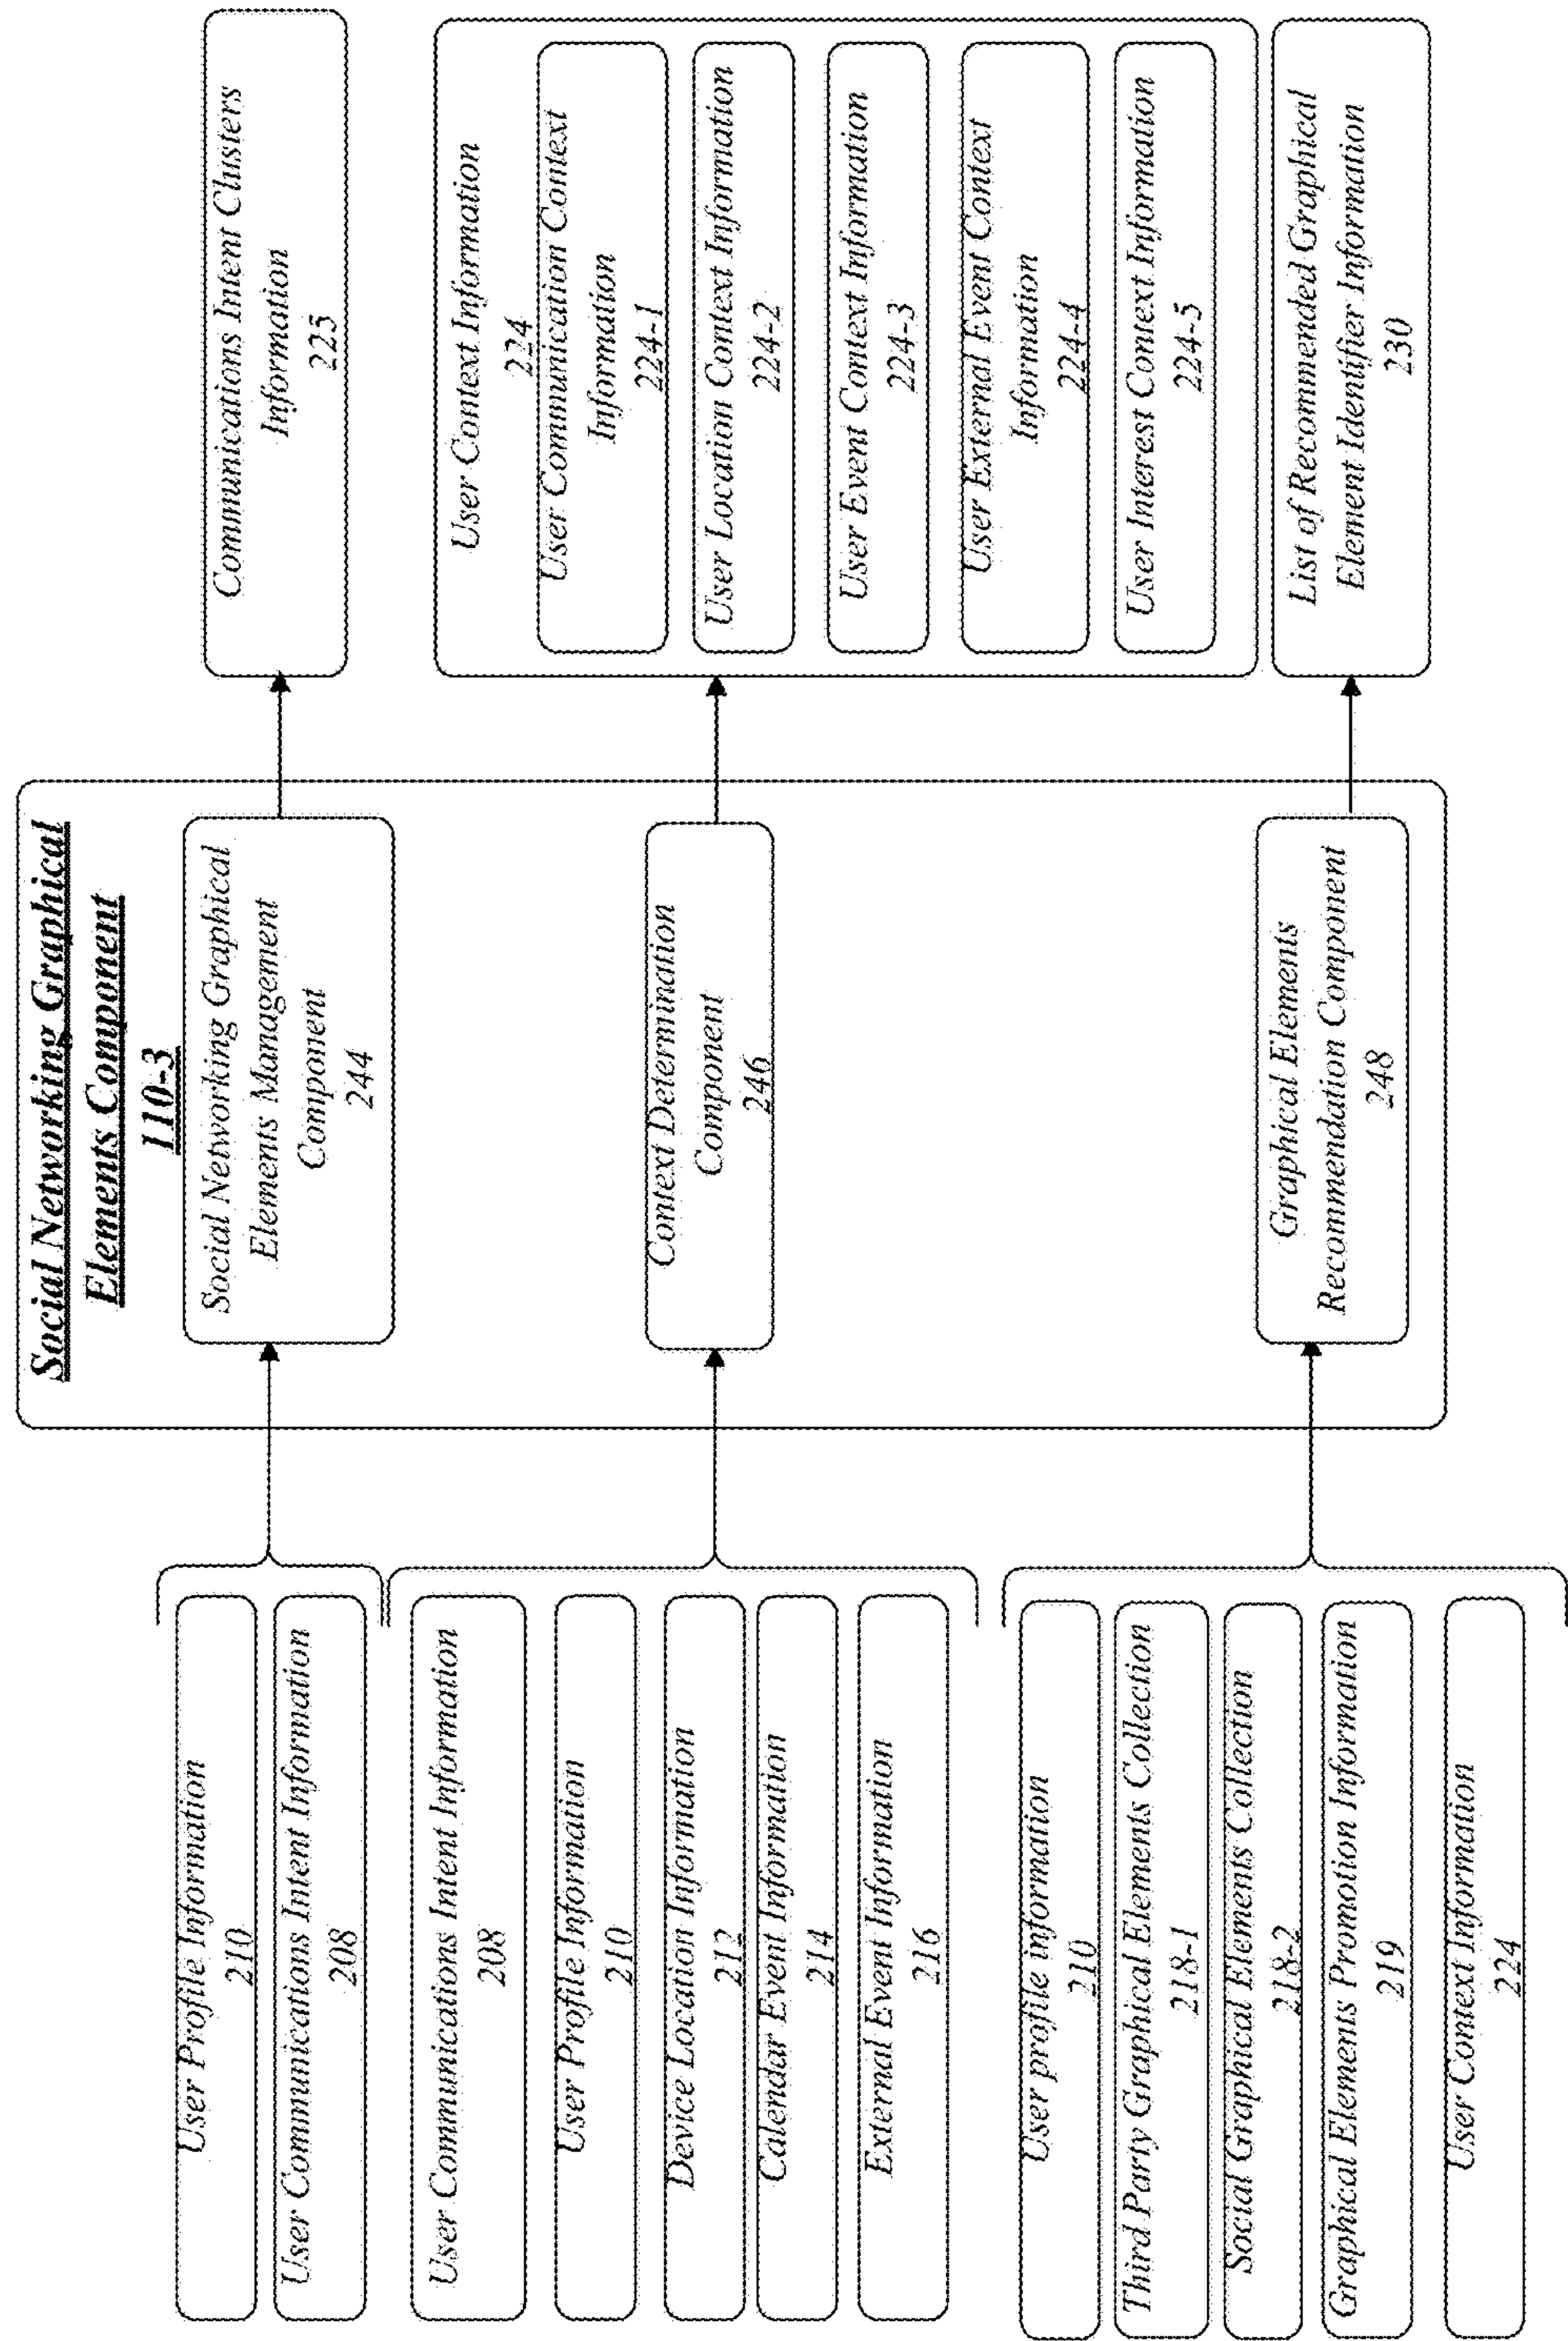 User Profile Information
210
User Communications Intent Information
208
User Communications Intent Information
208
User Profile Information
210
Device Location Information
212
Calendar Event Information
214
External Event Information
216
User profile information
210
Third Party Graphical Elements Collection
218-1
Social Graphical Elements Collection
218-2
Graphical Elements Promotion Information
219
User Context Information
224
Social Networking Graphical
Elements Component
110-3
Social Networking Graphical
Elements Management
Component
244
Context Determination
Component
246
Graphical Elements
Recommendation Component
248
Communications Intent Clusters
Information
225
User Context Information
224
User Communication Context
Information
224-1
User Location Context Information
224-2
User Event Context Information
224-3
User External Event Context
Information
224-4
User Interest Context Information
224-5
List of Recommended Graphical
Element Identifier Information
230